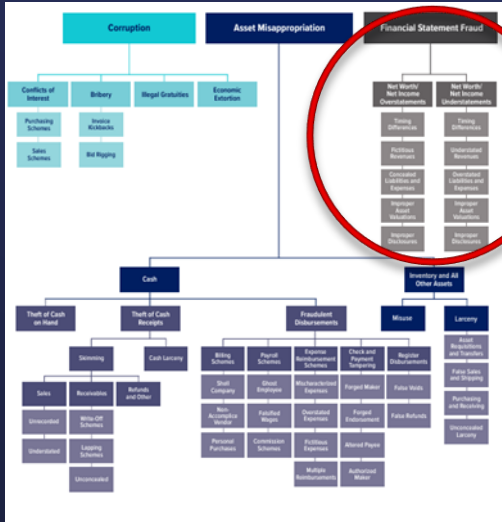 Corruption
Asset Misappropriation
Financial Statement Fraud
Conflicts of
Interest
Bribery
Illegal Gratuities
Economic
Extortion
Purchasing
Schemes
Sales
Schemes
Invoice
Kickbacks
Bid Rigging
Net Worth/
Net Income
Overstatements
Net Worth/
Net Income
Understatements
Timing
Differences
Fictitious
Revenues
Concealed
Liabilities and
Expenses
Improper
Asset
Valuations
Improper
Disclosures
Timing
Differences
Understated
Revenues
Overstated
Liabilities and
Expenses
Improper
Asset
Valuations
Improper
Disclosures
Cash
Inventory and All
Other Assets
Theft of Cash
on Hand
Theft of Cash
Receipts
Fraudulent
Disbursements
Misuse
Larceny
Skimming
Cash Larceny
Sales
Receivables
Refunds
and Other
Unrecorded
Understated
Write-Off
Schemes
Lapping
Schemes
Unconcealed
Billing
Schemes
Shell
Company
Non-
Accomplice
Vendor
Personal
Purchases
Payroll
Schemes
Ghost
Employee
Falsified
Wages
Commission
Schemes
Expense
Reimbursement
Schemes
Mischaracterized
Expenses
Overstated
Expenses
Fictitious
Expenses
Multiple
Reimbursements
Check and
Payment
Tampering
Forged Maker
Forged
Endorsement
Altered Payee
Authorized
Maker
Register
Disbursements
False Voids
False Refunds
Asset
Requisitions
and Transfers
False Sales
and Shipping
Purchasing
and Receiving
Unconcealed
Larceny